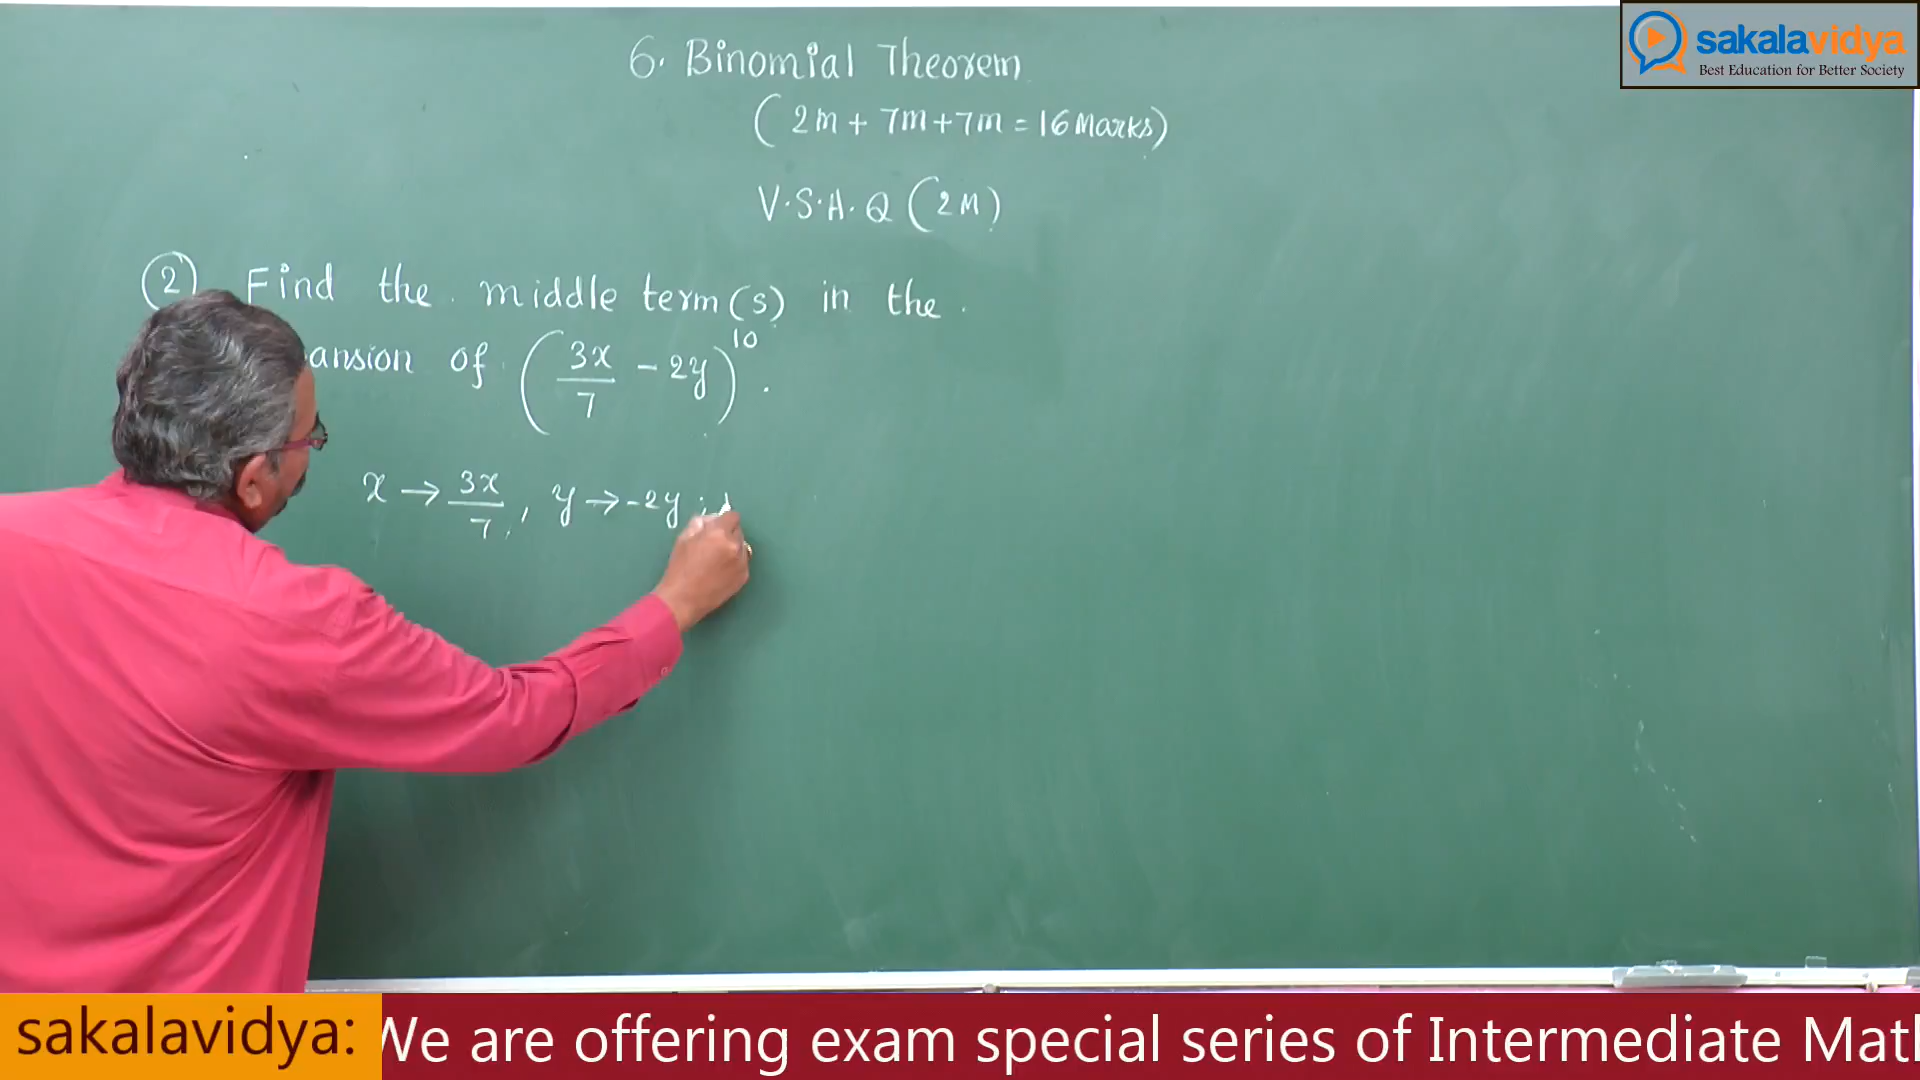 6. Binomial Theorem
(2m + 7m + 7m = 16 Marks)
V.S.A.Q (2M)
(2) Find the middle term(s) in the
ansion of (3x/7 - 2y)^10.
x → 3x/7, y → -2y ;
sakalavidya
Best Education for Better Society
sakalavidya: We are offering exam special series of Intermediate Mat